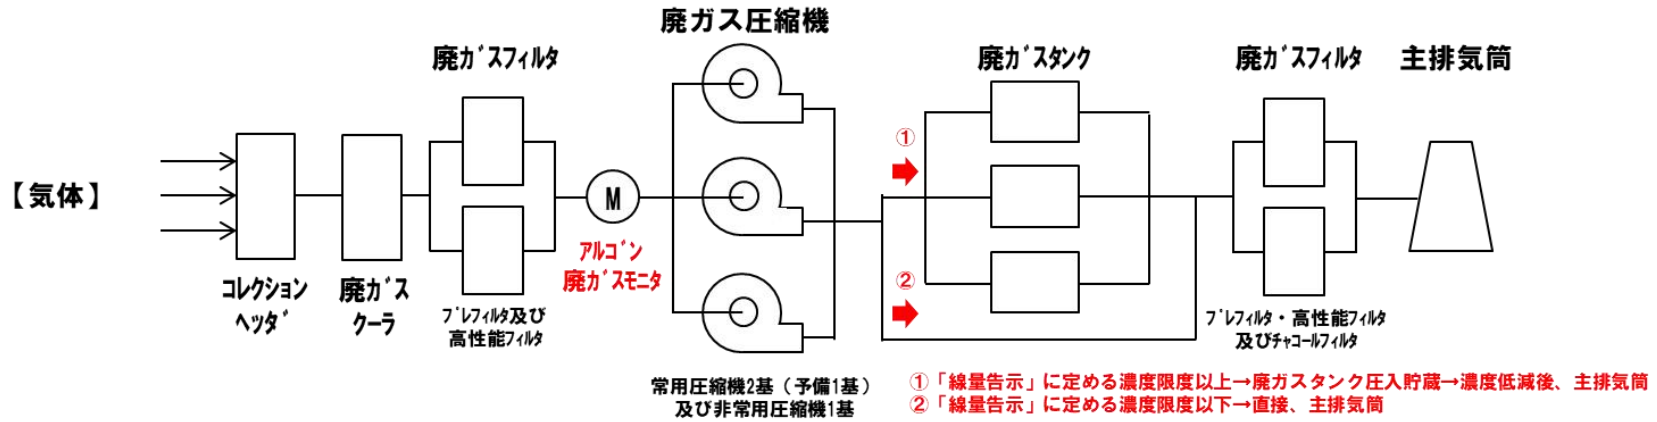 廃ガス圧縮機
廃ガスフィルタ
廃ガスタンク
廃ガスフィルタ
主排気筒
①
【気体】
M
アルゴン
廃ガスモニタ
②
コレクション
ヘッダ
廃ガス
クーラ
プレフィルタ及び
高性能フィルタ
プレフィルタ・高性能フィルタ
及びチャコールフィルタ
常用圧縮機2基（予備1基）
及び非常用圧縮機1基
①「線量告示」に定める濃度限度以上→廃ガスタンク圧入貯蔵→濃度低減後、主排気筒
②「線量告示」に定める濃度限度以下→直接、主排気筒